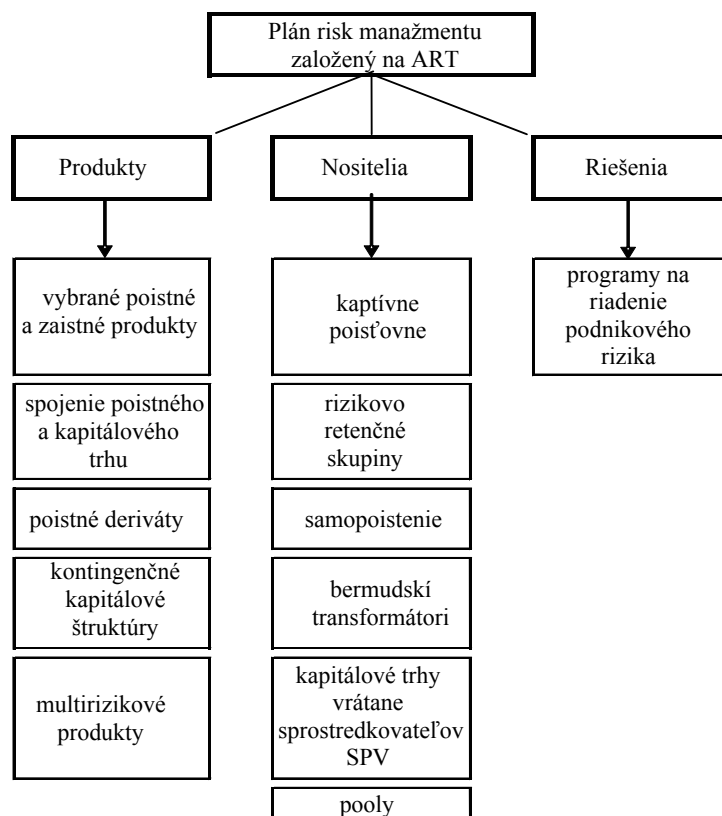 Plán risk manažmentu
založený na ART
Produkty
Nositelia
Riešenia
vybrané poistné
a zaistné produkty
spojenie poistného
a kapitálového
trhu
poistné deriváty
kontingenčné
kapitálové
štruktúry
multirizikové
produkty
kaptívne
poisťovne
rizikovo
retenčné
skupiny
samopoistenie
bermudskí
transformátori
kapitálové trhy
vrátane
sprostredkovateľov
SPV
pooly
programy na
riadenie
podnikového
rizika